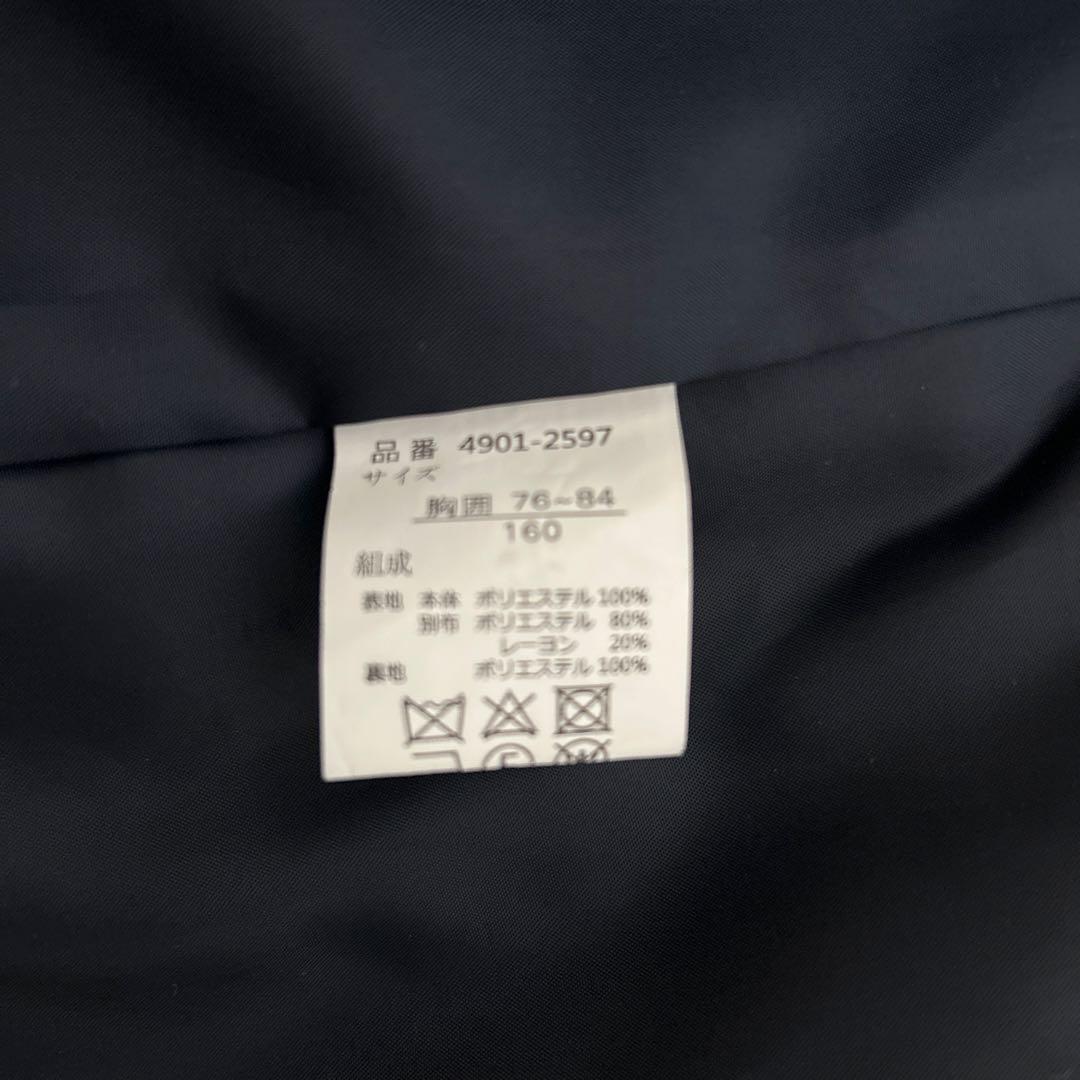 品番 4901-2597
サイズ
胸囲 76~84
160
組成
表地 本体 ポリエステル 100%
別布 ポリエステル 80%
レーヨン 20%
裏地 ポリエステル 100%